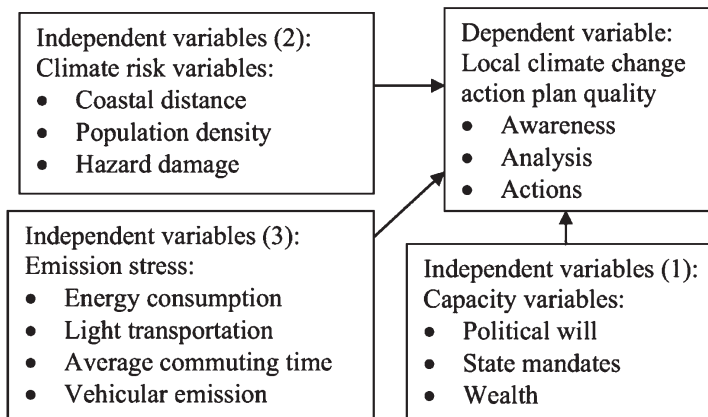 Independent variables (2):
Climate risk variables:
• Coastal distance
• Population density
• Hazard damage
Dependent variable:
Local climate change
action plan quality
• Awareness
• Analysis
• Actions
Independent variables (3):
Emission stress:
• Energy consumption
• Light transportation
• Average commuting time
• Vehicular emission
Independent variables (1):
Capacity variables:
• Political will
• State mandates
• Wealth